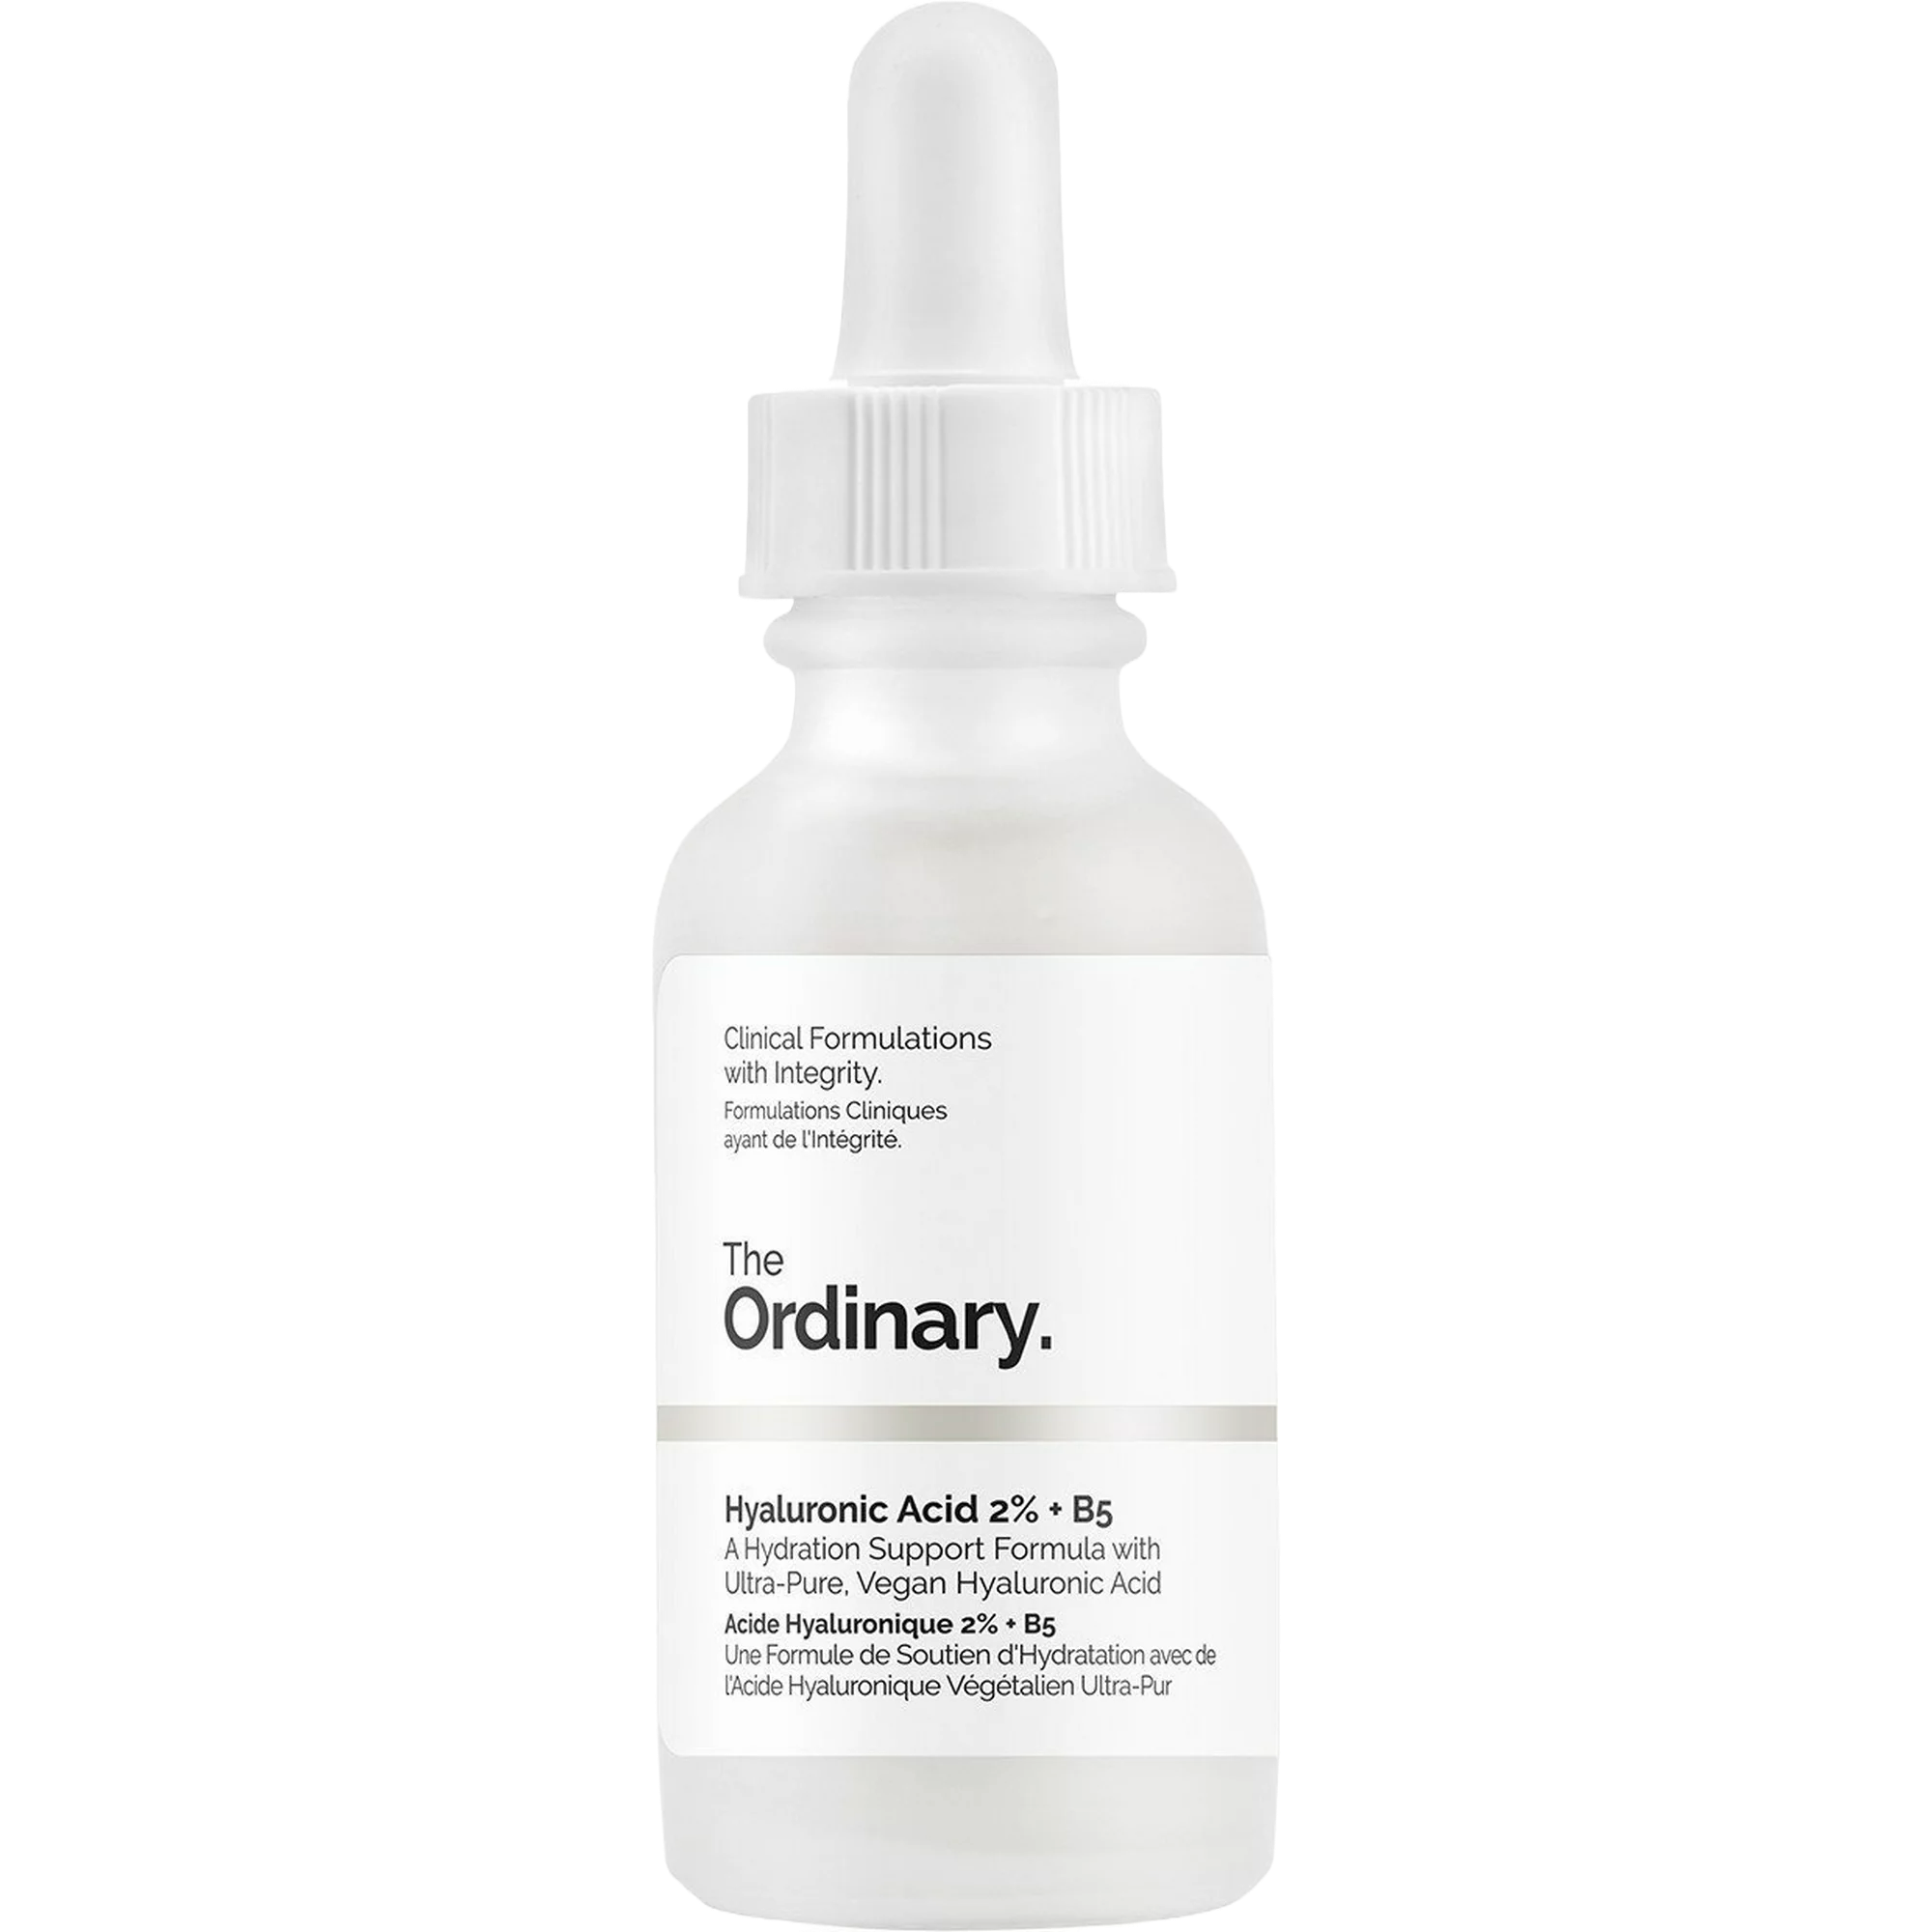 Clinical Formulations
with Integrity.
Formulations Cliniques
ayant de l'Intégrité.
The
Ordinary.
Hyaluronic Acid 2% + B5
A Hydration Support Formula with
Ultra-Pure, Vegan Hyaluronic Acid
Acide Hyaluronique 2% + B5
Une Formule de Soutien d'Hydratation avec de
l'Acide Hyaluronique Végétalien Ultra-Pur